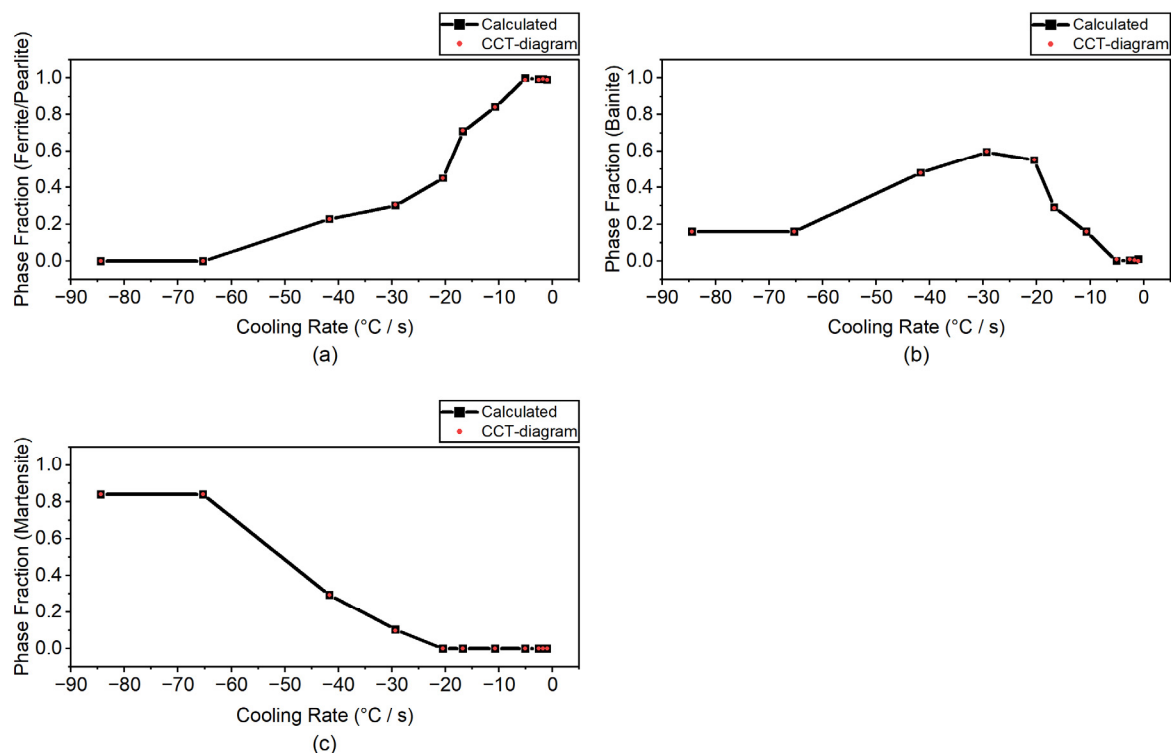 Calculated
CCT-diagram
Phase Fraction (Ferrite/Pearlite)
1.0
0.8
0.6
0.4
0.2
0.0
−90 −80 −70 −60 −50 −40 −30 −20 −10 0
Cooling Rate (°C / s)
(a)
Calculated
CCT-diagram
Phase Fraction (Bainite)
1.0
0.8
0.6
0.4
0.2
0.0
−90 −80 −70 −60 −50 −40 −30 −20 −10 0
Cooling Rate (°C / s)
(b)
Calculated
CCT-diagram
Phase Fraction (Martensite)
1.0
0.8
0.6
0.4
0.2
0.0
−90 −80 −70 −60 −50 −40 −30 −20 −10 0
Cooling Rate (°C / s)
(c)